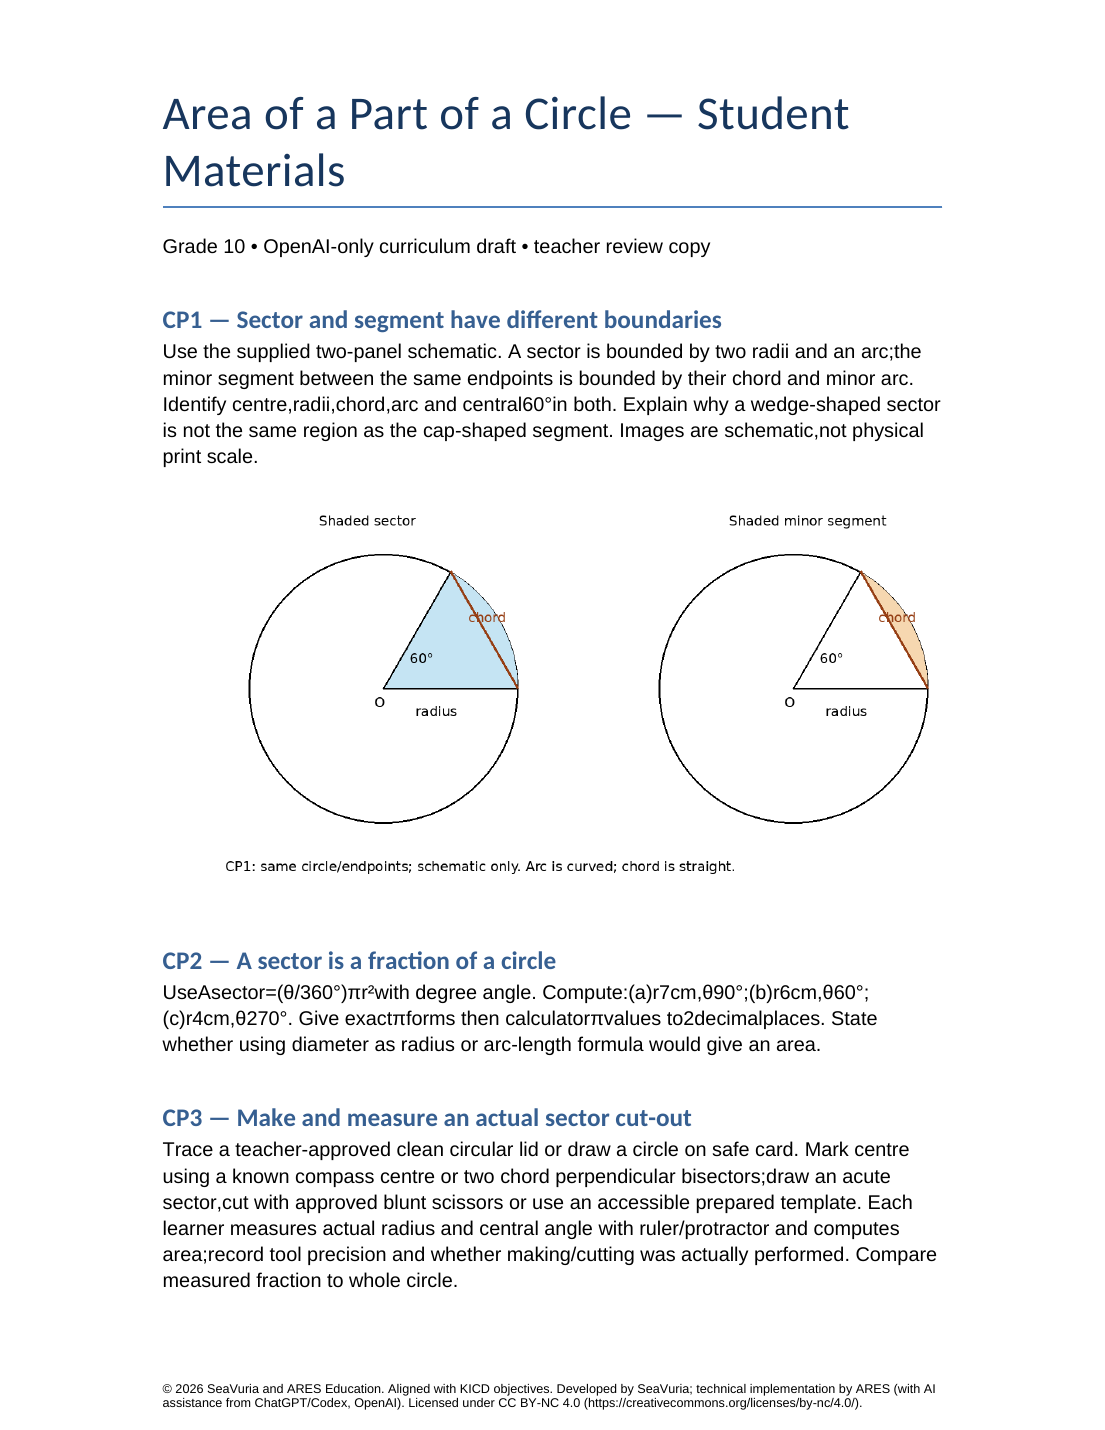 Area of a Part of a Circle — Student
Materials
Grade 10 • OpenAI-only curriculum draft • teacher review copy
CP1 — Sector and segment have different boundaries
Use the supplied two-panel schematic. A sector is bounded by two radii and an arc;the
minor segment between the same endpoints is bounded by their chord and minor arc.
Identify centre,radii,chord,arc and central60°in both. Explain why a wedge-shaped sector
is not the same region as the cap-shaped segment. Images are schematic,not physical
print scale.
Shaded sector
Shaded minor segment
chord
chord
60°
60°
O
O
radius
radius
CP1: same circle/endpoints; schematic only. Arc is curved; chord is straight.
CP2 — A sector is a fraction of a circle
UseAsector=(θ/360°)πr²with degree angle. Compute:(a)r7cm,θ90°;(b)r6cm,θ60°;
(c)r4cm,θ270°. Give exactπforms then calculatorπvalues to2decimalplaces. State
whether using diameter as radius or arc-length formula would give an area.
CP3 — Make and measure an actual sector cut-out
Trace a teacher-approved clean circular lid or draw a circle on safe card. Mark centre
using a known compass centre or two chord perpendicular bisectors;draw an acute
sector,cut with approved blunt scissors or use an accessible prepared template. Each
learner measures actual radius and central angle with ruler/protractor and computes
area;record tool precision and whether making/cutting was actually performed. Compare
measured fraction to whole circle.
© 2026 SeaVuria and ARES Education. Aligned with KICD objectives. Developed by SeaVuria; technical implementation by ARES (with AI
assistance from ChatGPT/Codex, OpenAI). Licensed under CC BY-NC 4.0 (https://creativecommons.org/licenses/by-nc/4.0/).